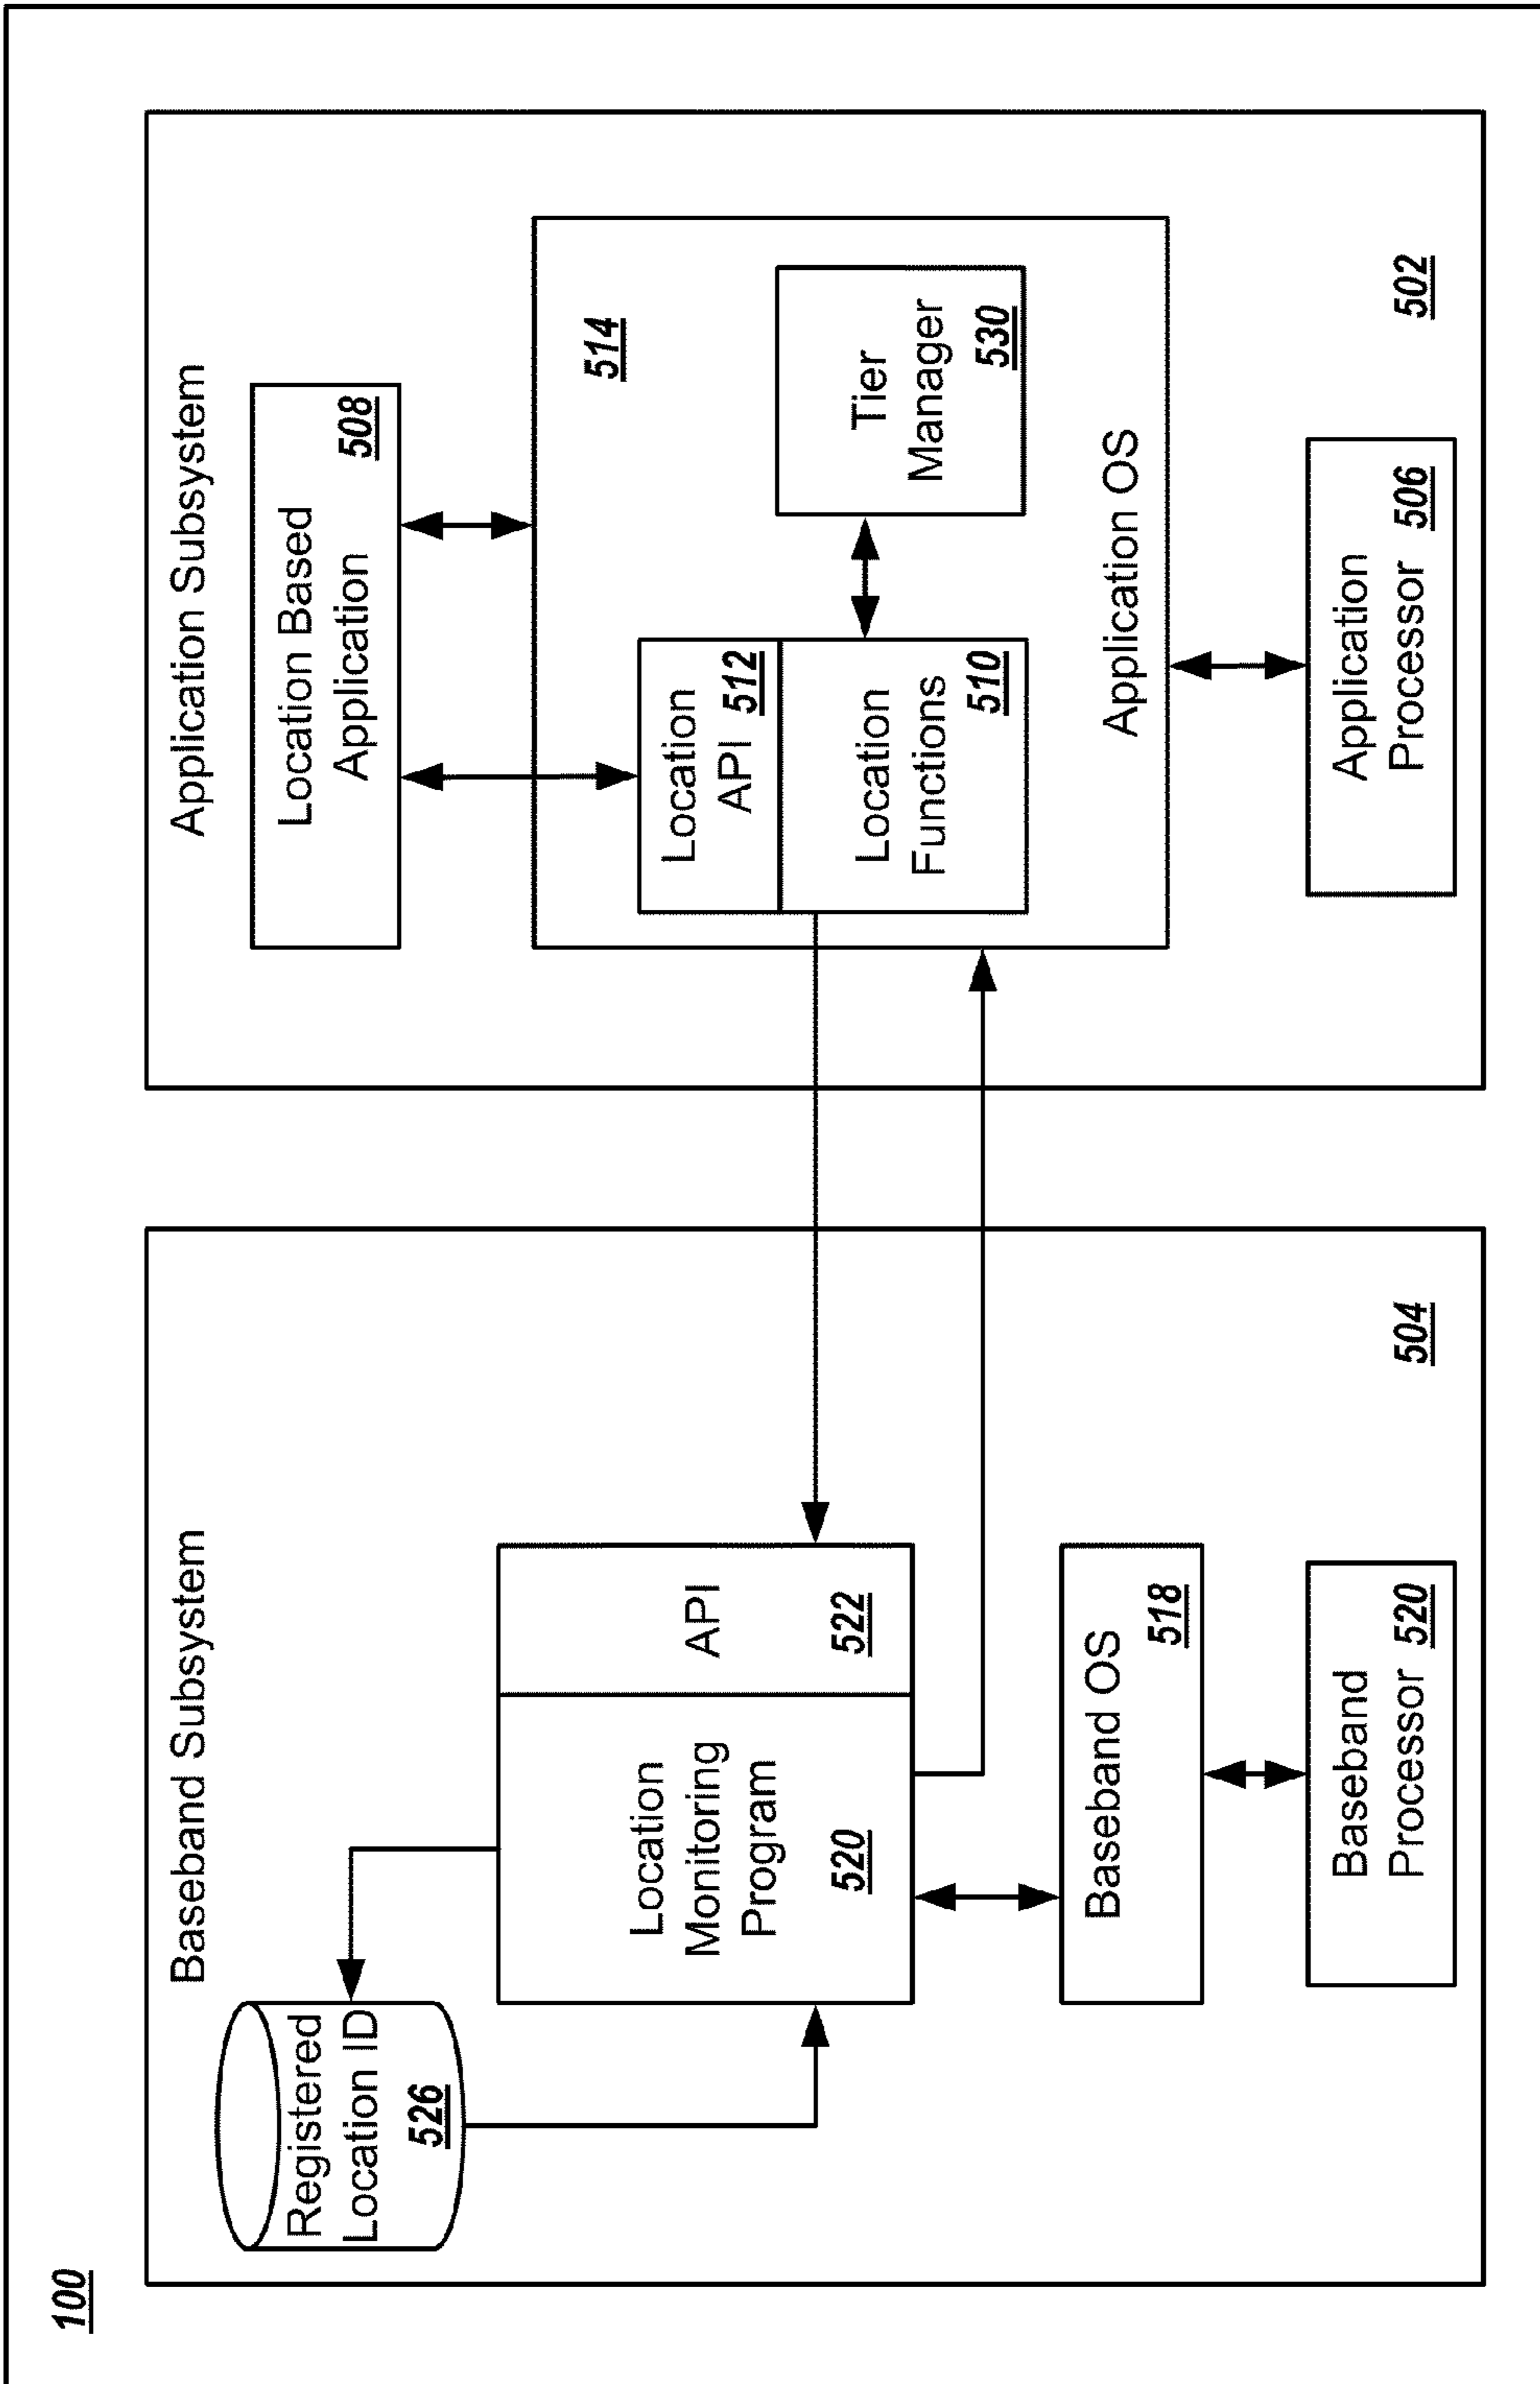 100
Baseband Subsystem
Registered
Location ID
526
Location
Monitoring
Program
520
API
522
Baseband OS
518
Baseband
Processor 520
504
Application Subsystem
Location Based
Application
508
514
Location
API 512
Location
Functions
510
Tier
Manager
530
Application OS
Application
Processor 506
502